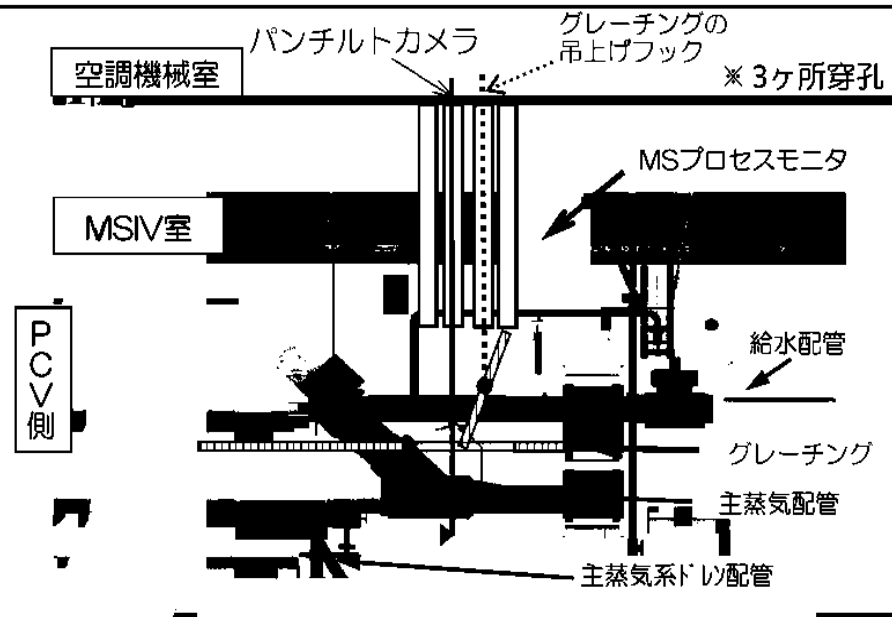 グレーチングの
吊上げフック
パンチルトカメラ
空調機械室
※3ヶ所穿孔
MSプロセスモニタ
MSIV室
PCV側
給水配管
グレーチング
主蒸気配管
主蒸気系ドレン配管